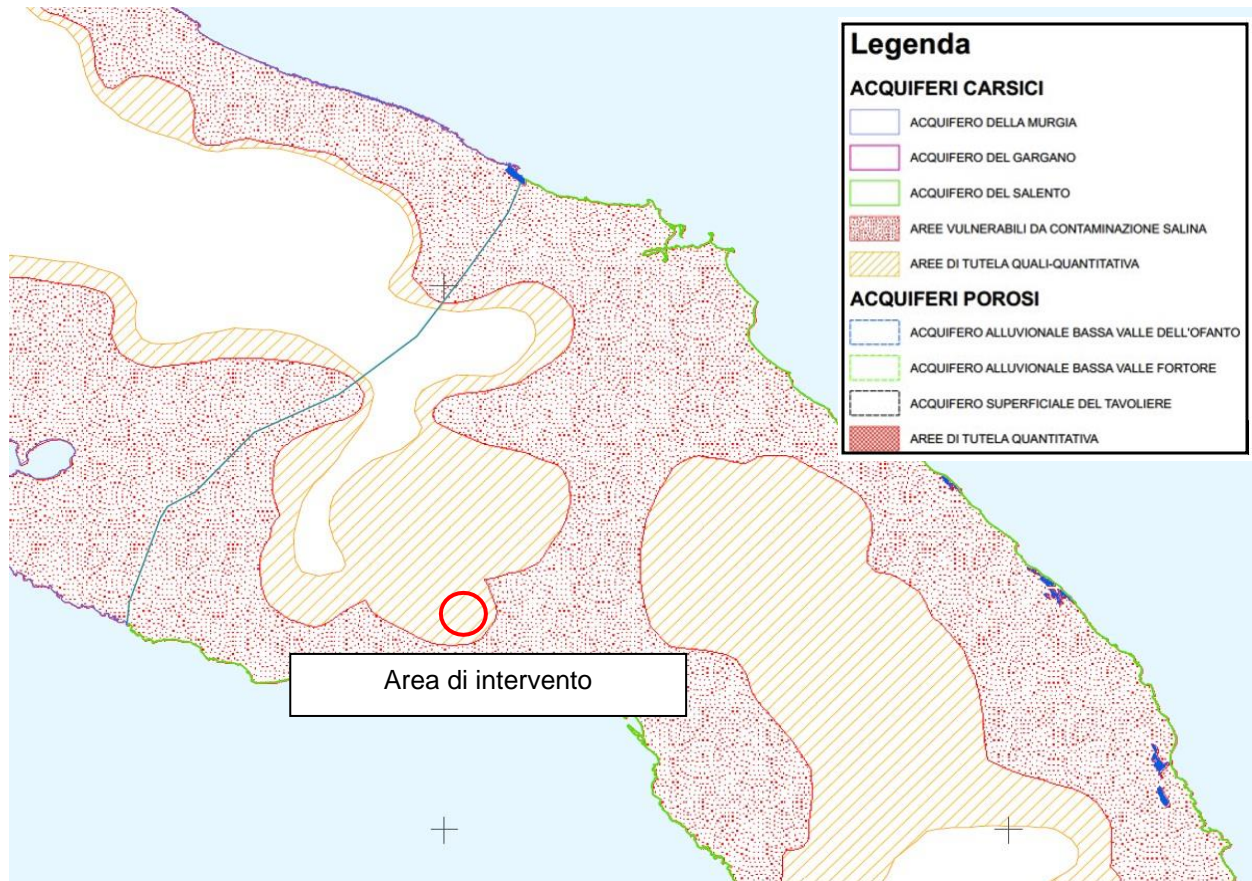 Legenda
ACQUIFERI CARSICI
ACQUIFERO DELLA MURGIA
ACQUIFERO DEL GARGANO
ACQUIFERO DEL SALENTO
AREE VULNERABILI DA CONTAMINAZIONE SALINA
AREE DI TUTELA QUALI-QUANTITATIVA
ACQUIFERI POROSI
ACQUIFERO ALLUVIONALE BASSA VALLE DELL'OFANTO
ACQUIFERO ALLUVIONALE BASSA VALLE FORTORE
ACQUIFERO SUPERFICIALE DEL TAVOLIERE
AREE DI TUTELA QUANTITATIVA
Area di intervento